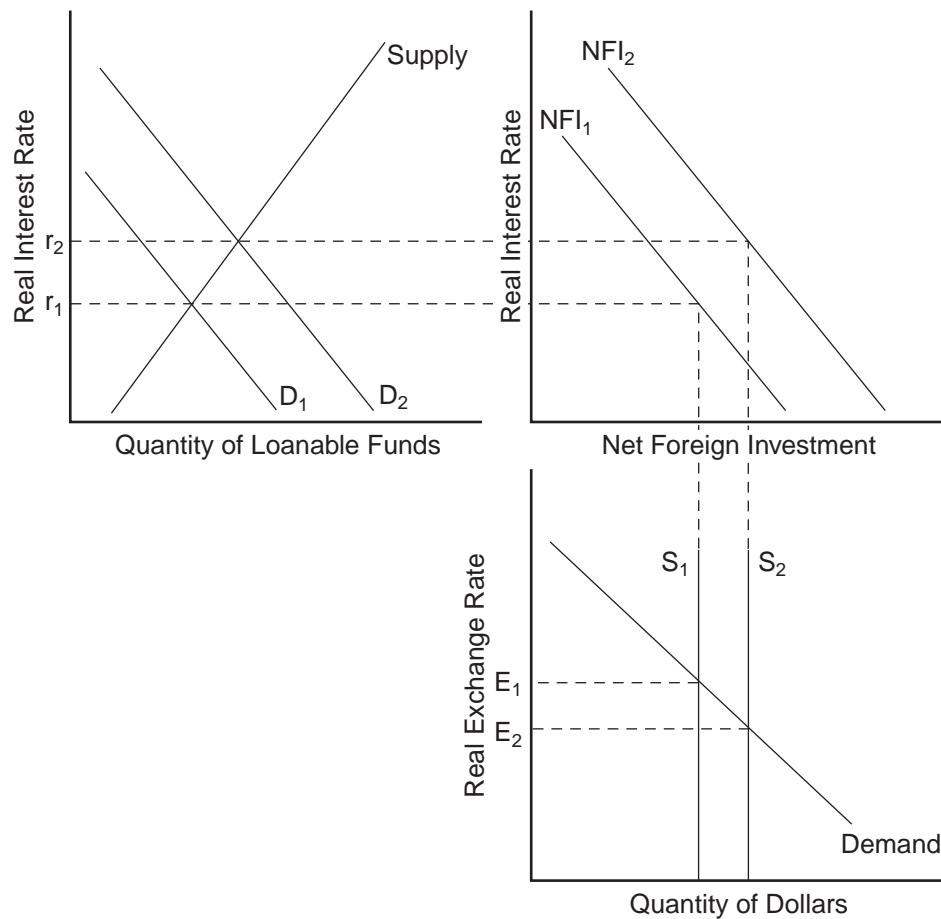 Supply
Real Interest Rate
r2
r1
D1
D2
Quantity of Loanable Funds
NFI2
NFI1
Real Interest Rate
Net Foreign Investment
S1
S2
Real Exchange Rate
E1
E2
Demand
Quantity of Dollars